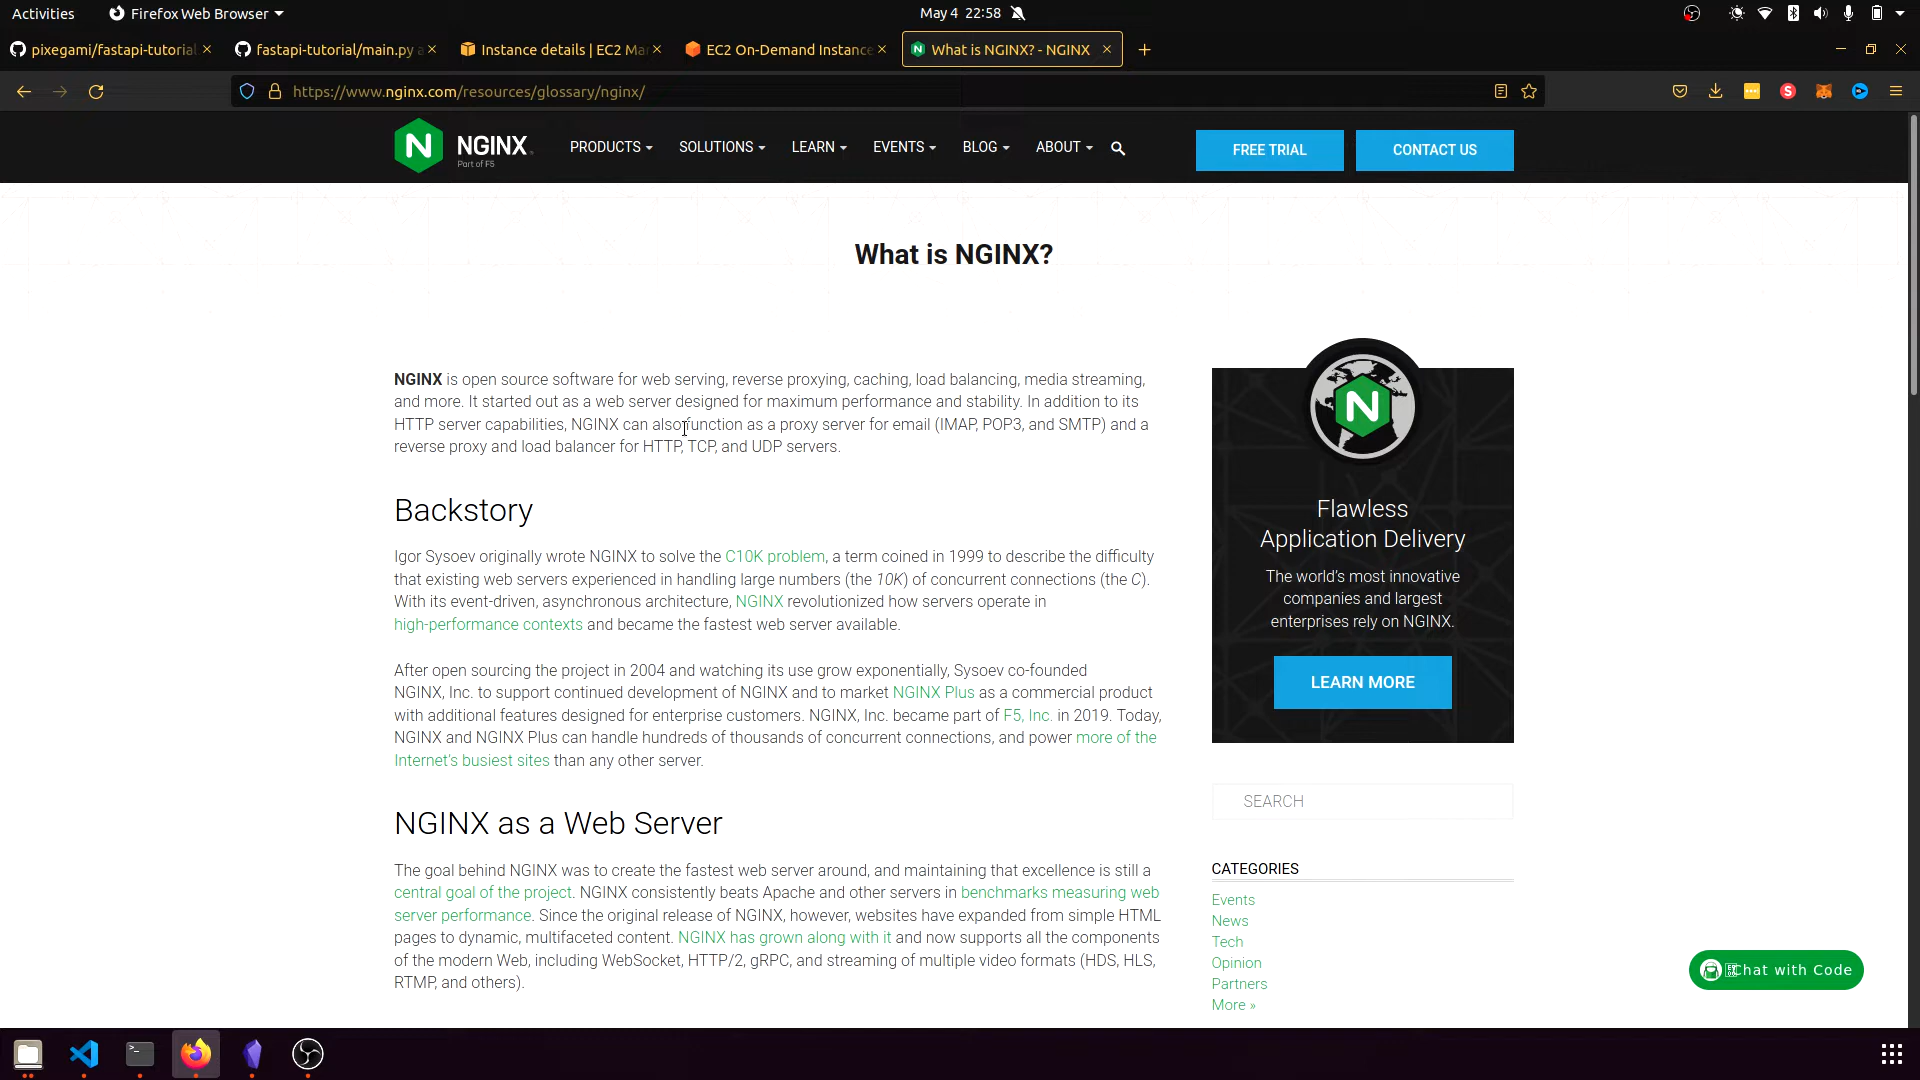 Activities
Firefox Web Browser
May 4 22:58
pixegami/fastapi-tutorial
fastapi-tutorial/main.py a
Instance details | EC2 Ma
EC2 On-Demand Instance
What is NGINX? - NGINX
https://www.nginx.com/resources/glossary/nginx/
NGINX
Part of F5
PRODUCTS
SOLUTIONS
LEARN
EVENTS
BLOG
ABOUT
FREE TRIAL
CONTACT US
What is NGINX?
NGINX is open source software for web serving, reverse proxying, caching, load balancing, media streaming,
and more. It started out as a web server designed for maximum performance and stability. In addition to its
HTTP server capabilities, NGINX can also function as a proxy server for email (IMAP, POP3, and SMTP) and a
reverse proxy and load balancer for HTTP, TCP, and UDP servers.
Backstory
Igor Sysoev originally wrote NGINX to solve the C10K problem, a term coined in 1999 to describe the difficulty
that existing web servers experienced in handling large numbers (the 10K) of concurrent connections (the C).
With its event-driven, asynchronous architecture, NGINX revolutionized how servers operate in
high-performance contexts and became the fastest web server available.
After open sourcing the project in 2004 and watching its use grow exponentially, Sysoev co-founded
NGINX, Inc. to support continued development of NGINX and to market NGINX Plus as a commercial product
with additional features designed for enterprise customers. NGINX, Inc. became part of F5, Inc. in 2019. Today,
NGINX and NGINX Plus can handle hundreds of thousands of concurrent connections, and power more of the
Internet's busiest sites than any other server.
NGINX as a Web Server
The goal behind NGINX was to create the fastest web server around, and maintaining that excellence is still a
central goal of the project. NGINX consistently beats Apache and other servers in benchmarks measuring web
server performance. Since the original release of NGINX, however, websites have expanded from simple HTML
pages to dynamic, multifaceted content. NGINX has grown along with it and now supports all the components
of the modern Web, including WebSocket, HTTP/2, gRPC, and streaming of multiple video formats (HDS, HLS,
RTMP, and others).
N
Flawless
Application Delivery
The world's most innovative
companies and largest
enterprises rely on NGINX.
LEARN MORE
SEARCH
CATEGORIES
Events
News
Tech
Opinion
Partners
More »
Chat with Code